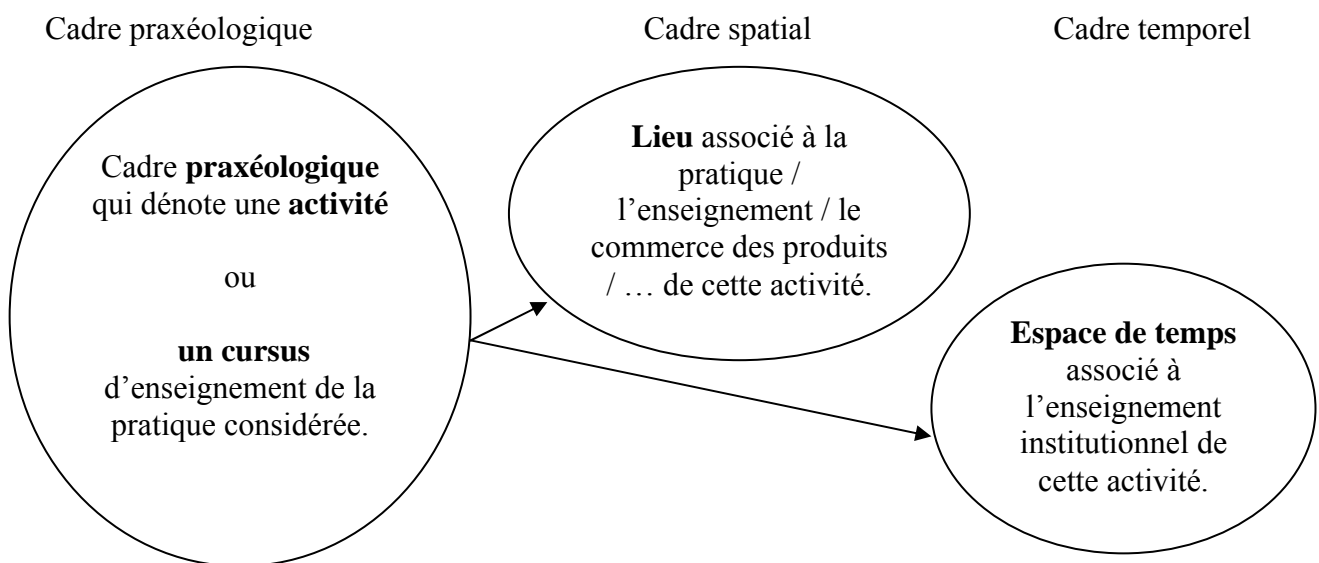 Cadre praxéologique
Cadre spatial
Cadre temporel
Cadre praxéologique
qui dénote une activité
ou
un cursus
d’enseignement de la
pratique considérée.
Lieu associé à la
pratique /
l’enseignement / le
commerce des produits
/ … de cette activité.
Espace de temps
associé à
l’enseignement
institutionnel de
cette activité.